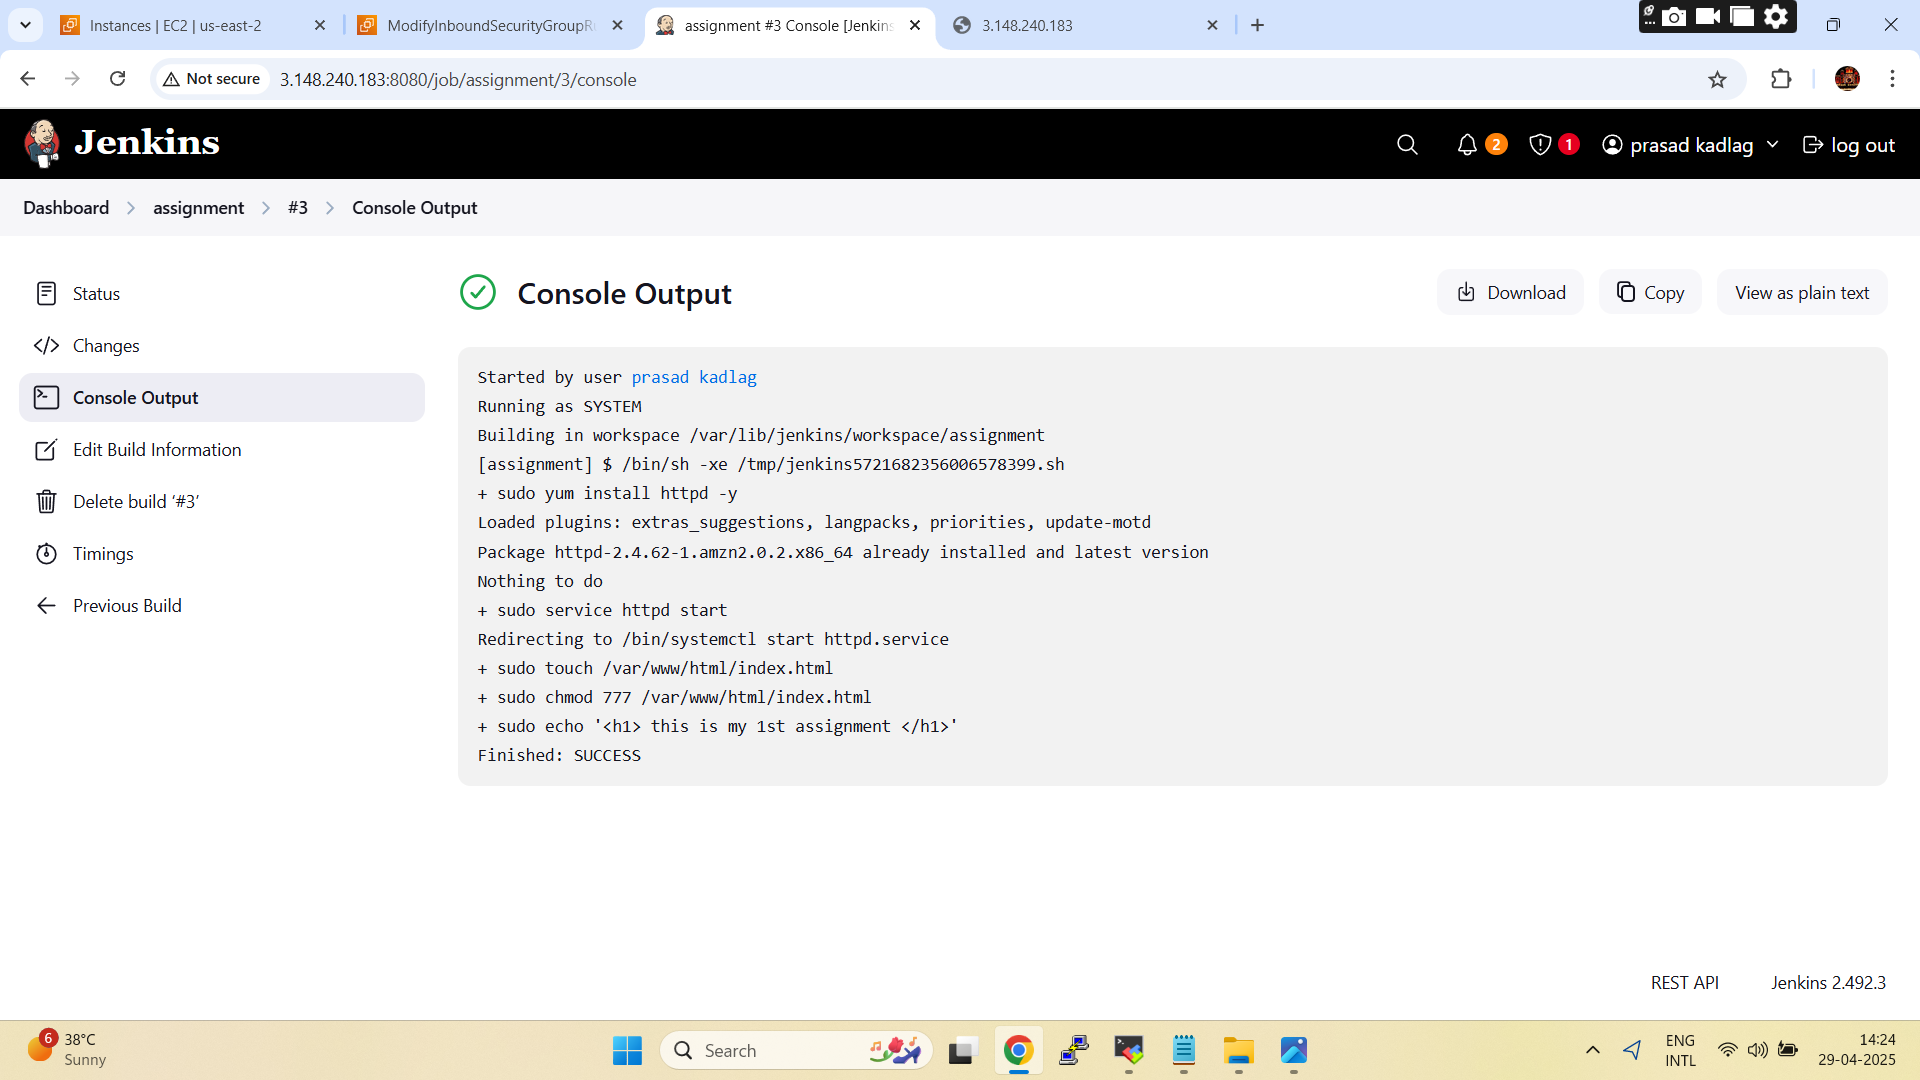 Instances | EC2 | us-east-2
ModifyInboundSecurityGroupRu
assignment #3 Console [Jenkins
3.148.240.183
Not secure
3.148.240.183:8080/job/assignment/3/console
Jenkins
2
1
prasad kadlag
log out
Dashboard
assignment
#3
Console Output
Status
Changes
Console Output
Edit Build Information
Delete build ‘#3’
Timings
Previous Build
Console Output
Download
Copy
View as plain text
Started by user prasad kadlag
Running as SYSTEM
Building in workspace /var/lib/jenkins/workspace/assignment
[assignment] $ /bin/sh -xe /tmp/jenkins5721682356006578399.sh
+ sudo yum install httpd -y
Loaded plugins: extras_suggestions, langpacks, priorities, update-motd
Package httpd-2.4.62-1.amzn2.0.2.x86_64 already installed and latest version
Nothing to do
+ sudo service httpd start
Redirecting to /bin/systemctl start httpd.service
+ sudo touch /var/www/html/index.html
+ sudo chmod 777 /var/www/html/index.html
+ sudo echo '<h1> this is my 1st assignment </h1>'
Finished: SUCCESS
REST API
Jenkins 2.492.3
6
38°C
Sunny
Search
ENG
INTL
14:24
29-04-2025